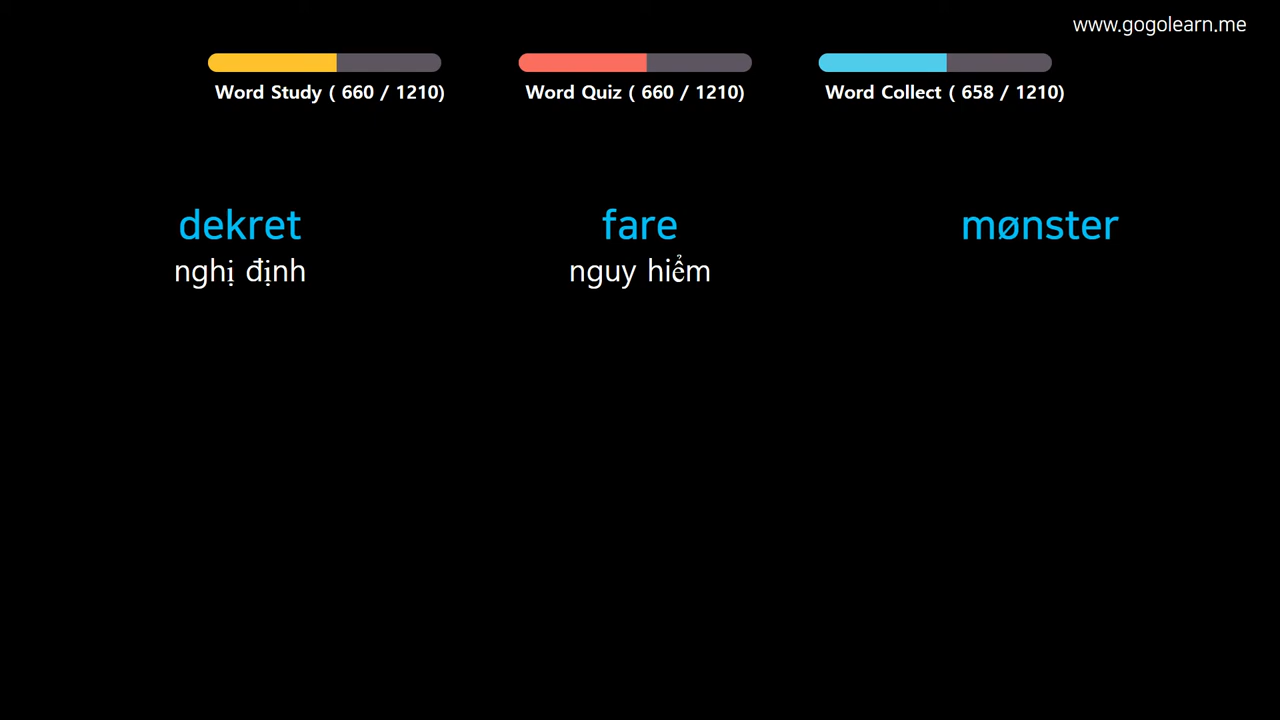 www.gogolearn.me
Word Study ( 660 / 1210)
Word Quiz ( 660 / 1210)
Word Collect ( 658 / 1210)
dekret
nghị định
fare
nguy hiểm
mønster